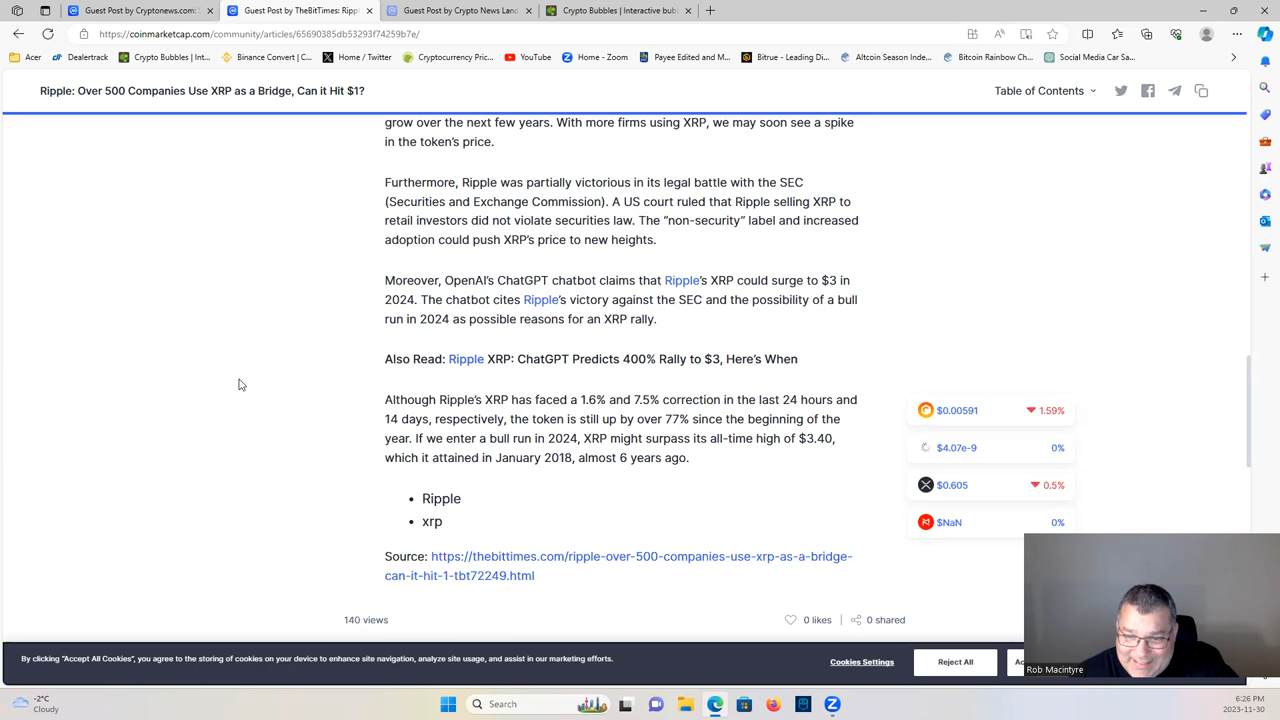 Guest Post by Cryptonews.com:
Guest Post by TheBitTimes: Rippl
Guest Post by Crypto News Land
Crypto Bubbles | Interactive bub
https://coinmarketcap.com/community/articles/65690385db53293f74259b7e/
Acer
Dealertrack
Crypto Bubbles | Int...
Binance Convert | C...
Home / Twitter
Cryptocurrency Pric...
YouTube
Home - Zoom
Payee Edited and M...
Bitrue - Leading Di...
Altcoin Season Inde...
Bitcoin Rainbow Ch...
Social Media Car Sa...
Ripple: Over 500 Companies Use XRP as a Bridge, Can it Hit $1?
Table of Contents
grow over the next few years. With more firms using XRP, we may soon see a spike
in the token's price.
Furthermore, Ripple was partially victorious in its legal battle with the SEC
(Securities and Exchange Commission). A US court ruled that Ripple selling XRP to
retail investors did not violate securities law. The “non-security” label and increased
adoption could push XRP's price to new heights.
Moreover, OpenAI's ChatGPT chatbot claims that Ripple's XRP could surge to $3 in
2024. The chatbot cites Ripple's victory against the SEC and the possibility of a bull
run in 2024 as possible reasons for an XRP rally.
Also Read: Ripple XRP: ChatGPT Predicts 400% Rally to $3, Here's When
Although Ripple's XRP has faced a 1.6% and 7.5% correction in the last 24 hours and
14 days, respectively, the token is still up by over 77% since the beginning of the
year. If we enter a bull run in 2024, XRP might surpass its all-time high of $3.40,
which it attained in January 2018, almost 6 years ago.
• Ripple
• xrp
Source: https://thebittimes.com/ripple-over-500-companies-use-xrp-as-a-bridge-
can-it-hit-1-tbt72249.html
$0.00591 1.59%
$4.07e-9 0%
$0.605 0.5%
$NaN 0%
140 views
0 likes
0 shared
By clicking “Accept All Cookies”, you agree to the storing of cookies on your device to enhance site navigation, analyze site usage, and assist in our marketing efforts.
Cookies Settings
Reject All
Ac
Rob Macintyre
-2°C
Cloudy
Search
6:26 PM
2023-11-30